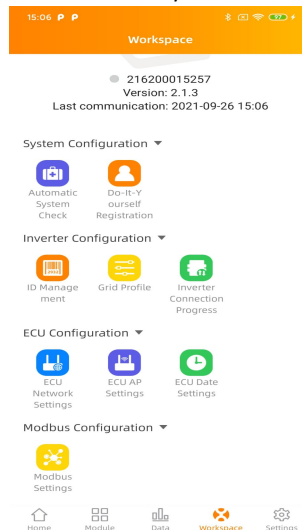 15:06 P P 97
Workspace
216200015257
Version: 2.1.3
Last communication: 2021-09-26 15:06
System Configuration
Automatic
System
Check
Do-It-Y
ourself
Registration
Inverter Configuration
ID Manage
ment
Grid Profile
Inverter
Connection
Progress
ECU Configuration
ECU
Network
Settings
ECU AP
Settings
ECU Date
Settings
Modbus Configuration
Modbus
Settings
Home Module Data Workspace Settings